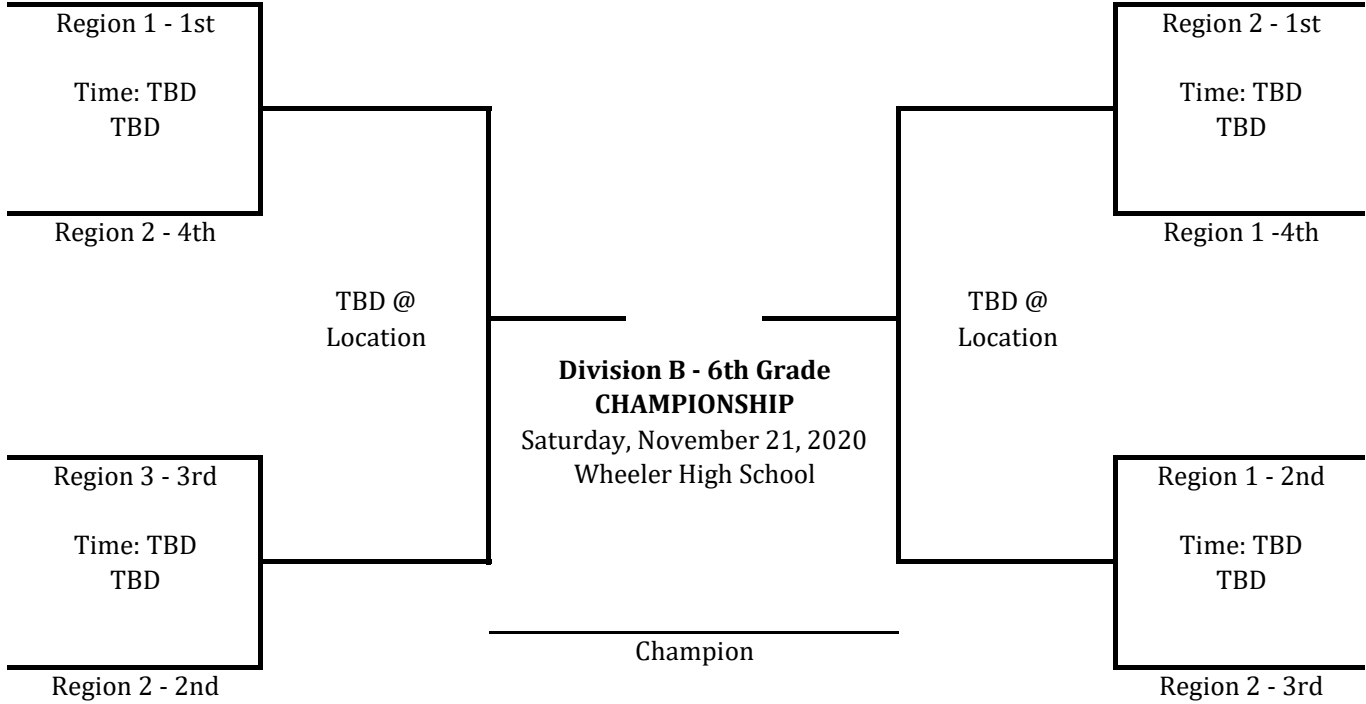 Region 1 - 1st
Time: TBD
TBD
Region 2 - 4th
TBD @
Location
Region 3 - 3rd
Time: TBD
TBD
Region 2 - 2nd
Division B - 6th Grade
CHAMPIONSHIP
Saturday, November 21, 2020
Wheeler High School
Champion
Region 2 - 1st
Time: TBD
TBD
Region 1 -4th
TBD @
Location
Region 1 - 2nd
Time: TBD
TBD
Region 2 - 3rd